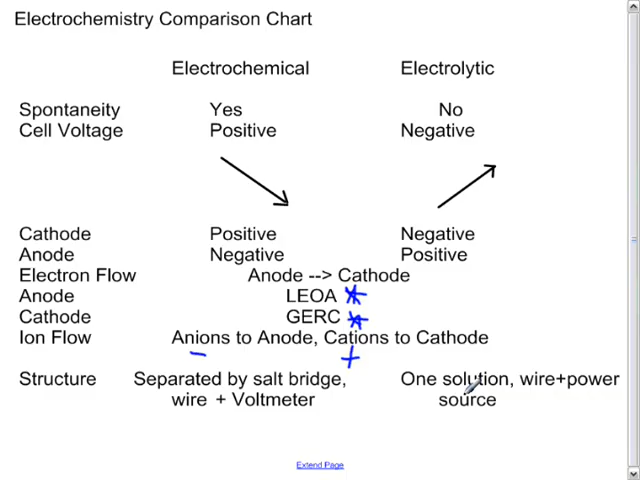 Electrochemistry Comparison Chart
Electrochemical Electrolytic
Spontaneity Yes No
Cell Voltage Positive Negative
Cathode Positive Negative
Anode Negative Positive
Electron Flow Anode --> Cathode
Anode LEOA
Cathode GERC
Ion Flow Anions to Anode, Cations to Cathode
− +
Structure Separated by salt bridge, One solution, wire+power
wire + Voltmeter source
Extend Page